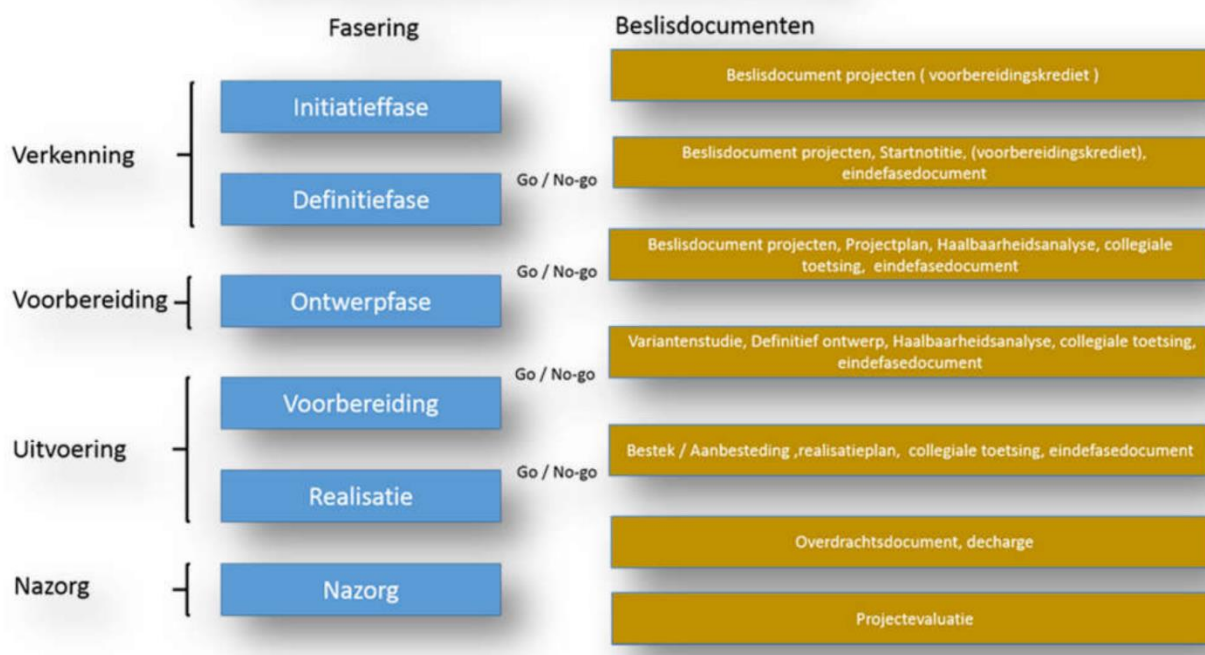 Fasering
Beslisdocumenten
Beslisdocument projecten ( voorbereidingskrediet )
Initiatieffase
Verkenning
Beslisdocument projecten, Startnotitie, (voorbereidingskrediet),
eindefasedocument
Go / No-go
Definitiefase
Beslisdocument projecten, Projectplan, Haalbaarheidsanalyse, collegiale
toetsing, eindefasedocument
Go / No-go
Voorbereiding
Ontwerpfase
Variantenstudie, Definitief ontwerp, Haalbaarheidsanalyse, collegiale toetsing,
eindefasedocument
Go / No-go
Voorbereiding
Uitvoering
Bestek / Aanbesteding ,realisatieplan, collegiale toetsing, eindefasedocument
Go / No-go
Realisatie
Overdrachtsdocument, decharge
Nazorg
Nazorg
Projectevaluatie